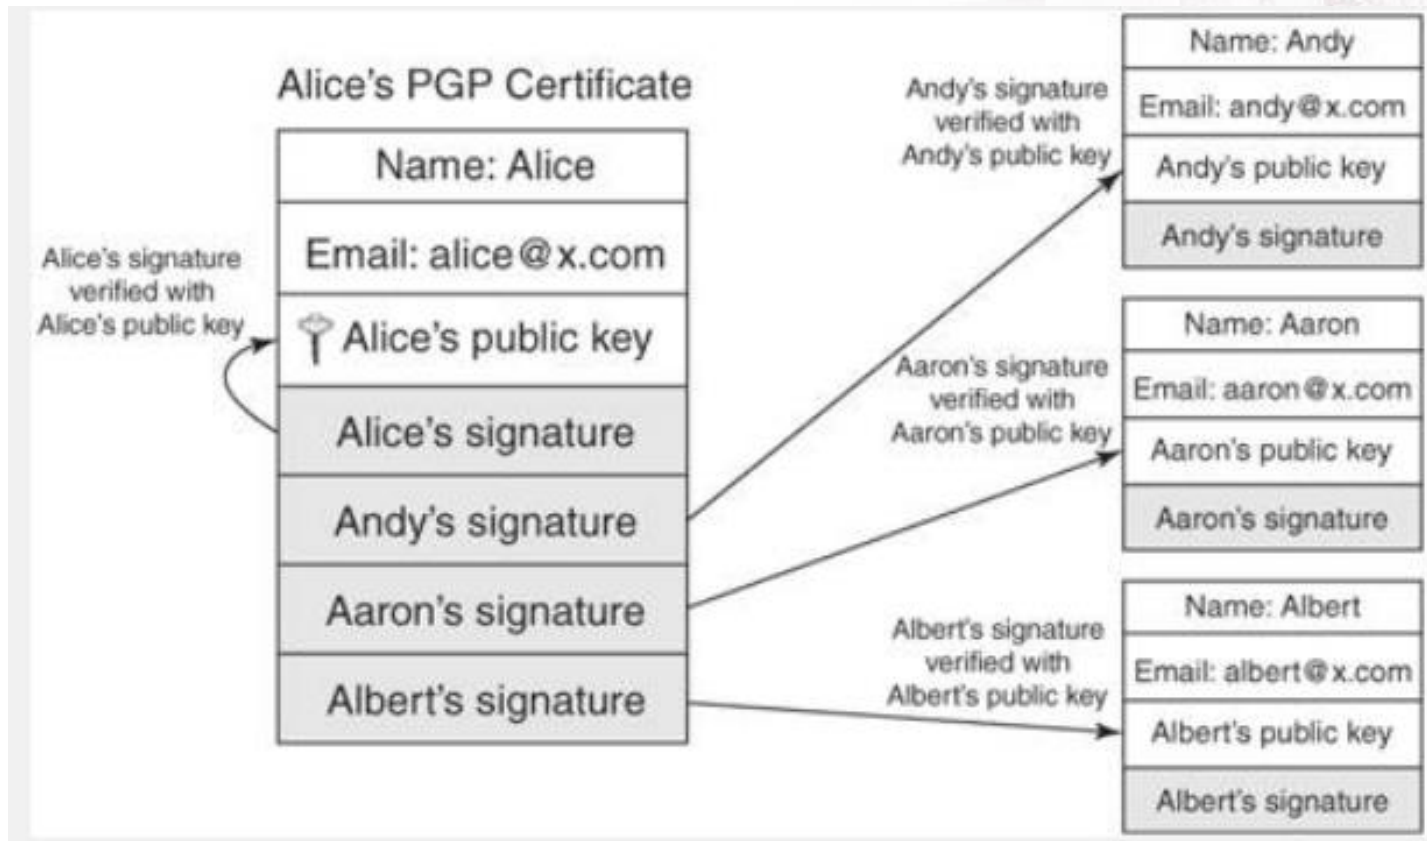 Alice's PGP Certificate
Name: Alice
Email: alice@x.com
Alice's public key
Alice's signature
Andy's signature
Aaron's signature
Albert's signature
Alice's signature
verified with
Alice's public key
Andy's signature
verified with
Andy's public key
Name: Andy
Email: andy@x.com
Andy's public key
Andy's signature
Aaron's signature
verified with
Aaron's public key
Name: Aaron
Email: aaron@x.com
Aaron's public key
Aaron's signature
Albert's signature
verified with
Albert's public key
Name: Albert
Email: albert@x.com
Albert's public key
Albert's signature